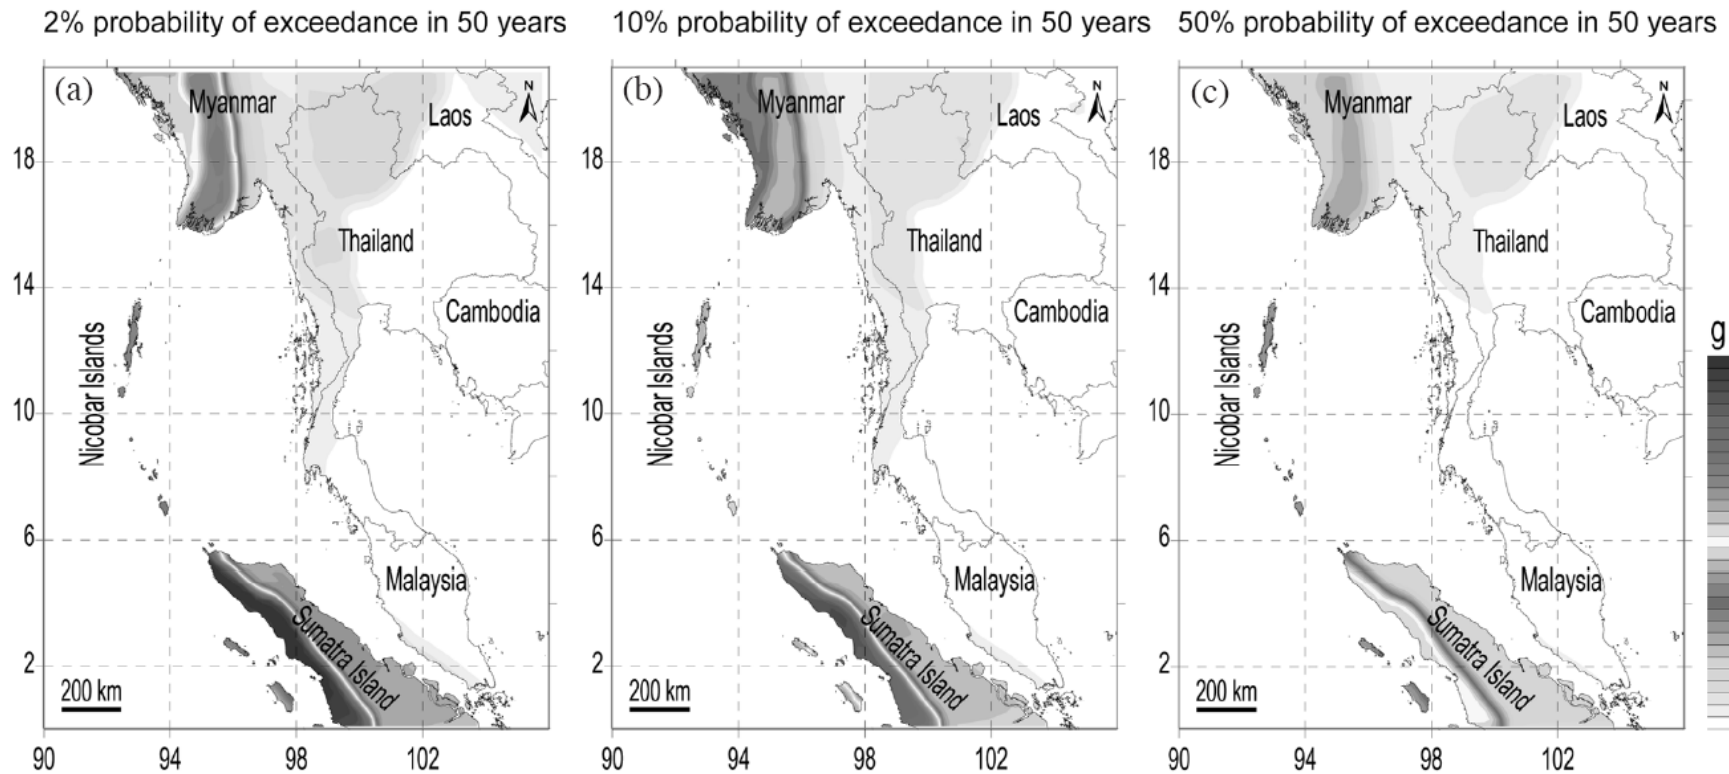 2% probability of exceedance in 50 years
10% probability of exceedance in 50 years
50% probability of exceedance in 50 years
(a)
Myanmar
Laos
N
18
Thailand
14
Cambodia
Nicobar Islands
10
6
Malaysia
Sumatra Island
2
200 km
90
94
98
102
(b)
Myanmar
Laos
N
18
Thailand
14
Cambodia
Nicobar Islands
10
6
Malaysia
Sumatra Island
2
200 km
90
94
98
102
(c)
Myanmar
Laos
N
18
Thailand
14
Cambodia
Nicobar Islands
10
6
Malaysia
Sumatra Island
2
200 km
90
94
98
102
g